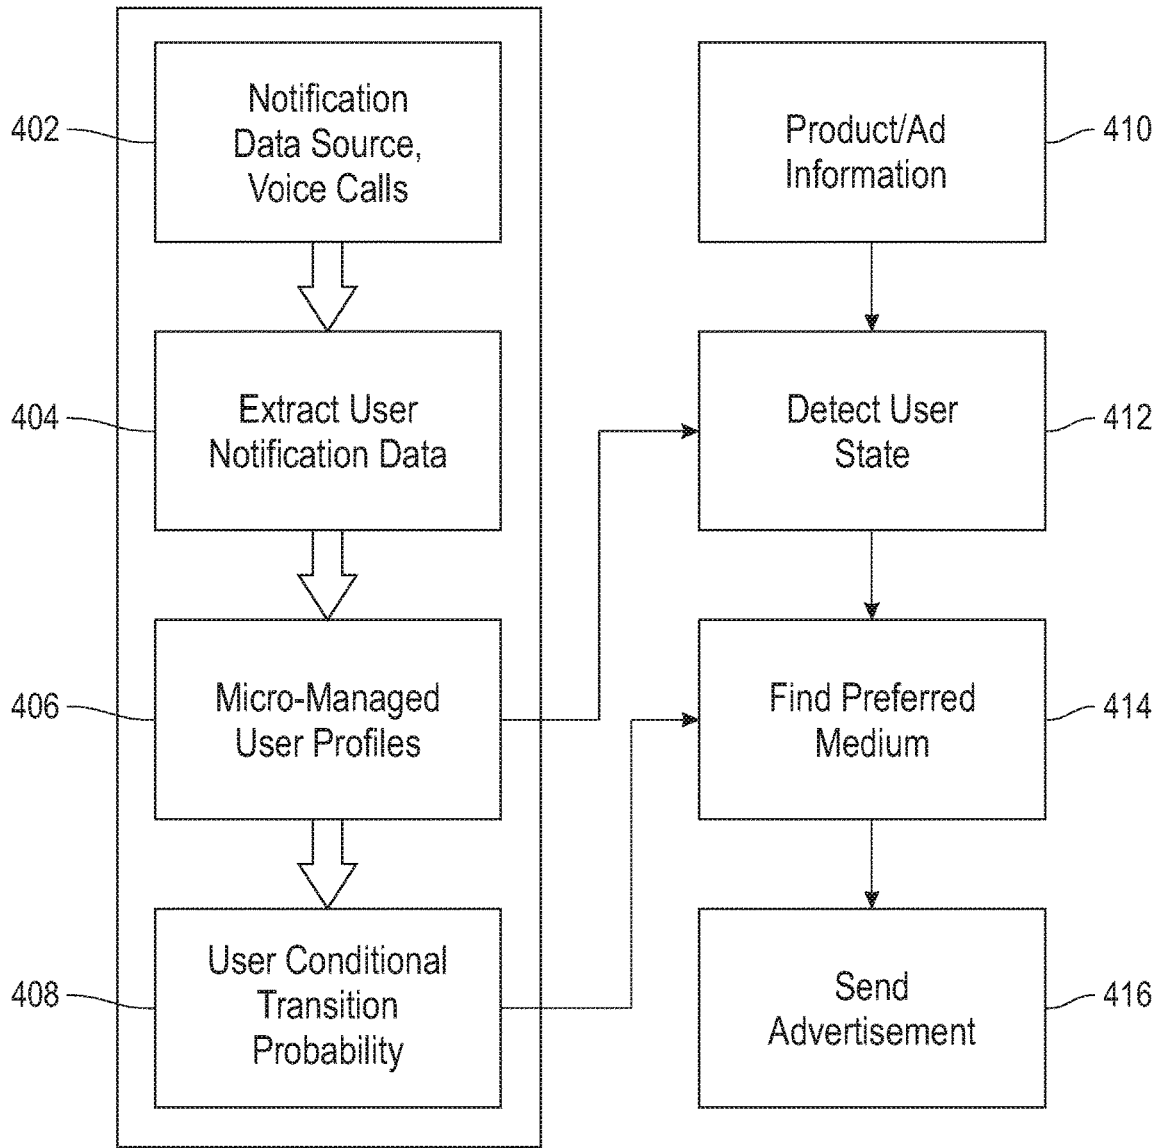 402
Notification
Data Source,
Voice Calls
404
Extract User
Notification Data
406
Micro-Managed
User Profiles
408
User Conditional
Transition
Probability
Product/Ad
Information
410
Detect User
State
412
Find Preferred
Medium
414
Send
Advertisement
416